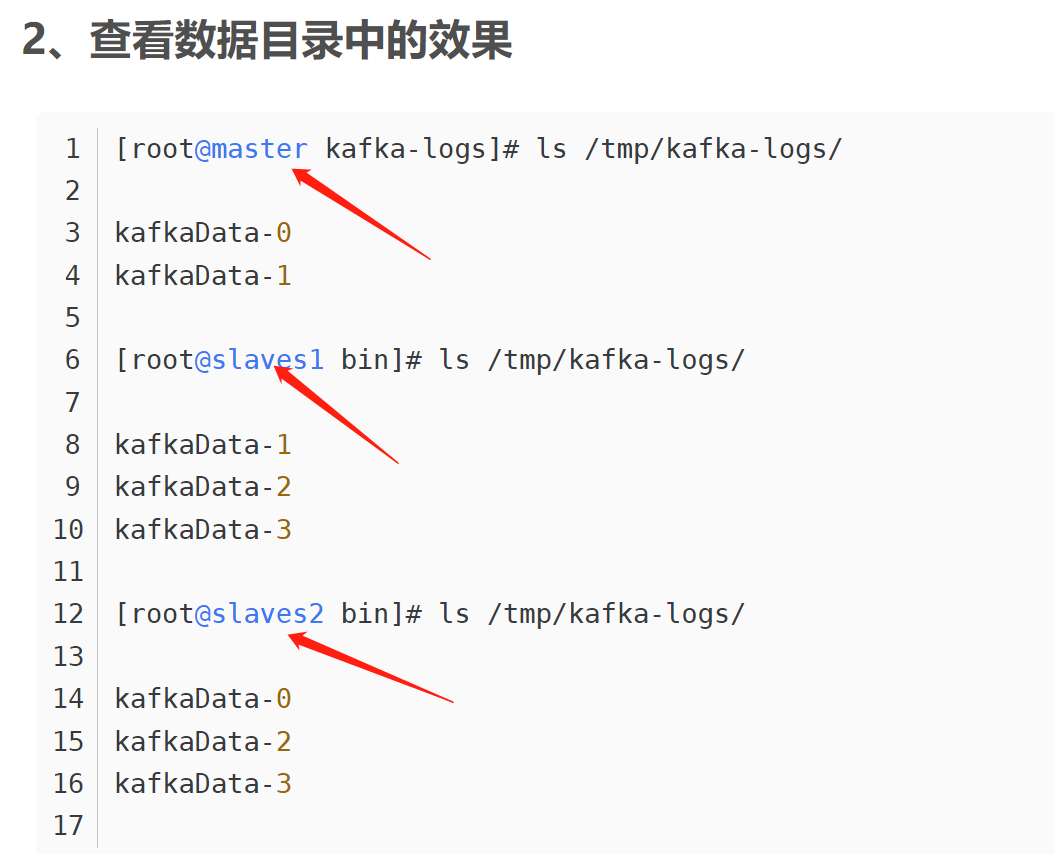 2、查看数据目录中的效果
1 [root@master kafka-logs]# ls /tmp/kafka-logs/
2
3 kafkaData-0
4 kafkaData-1
5
6 [root@slaves1 bin]# ls /tmp/kafka-logs/
7
8 kafkaData-1
9 kafkaData-2
10 kafkaData-3
11
12 [root@slaves2 bin]# ls /tmp/kafka-logs/
13
14 kafkaData-0
15 kafkaData-2
16 kafkaData-3
17